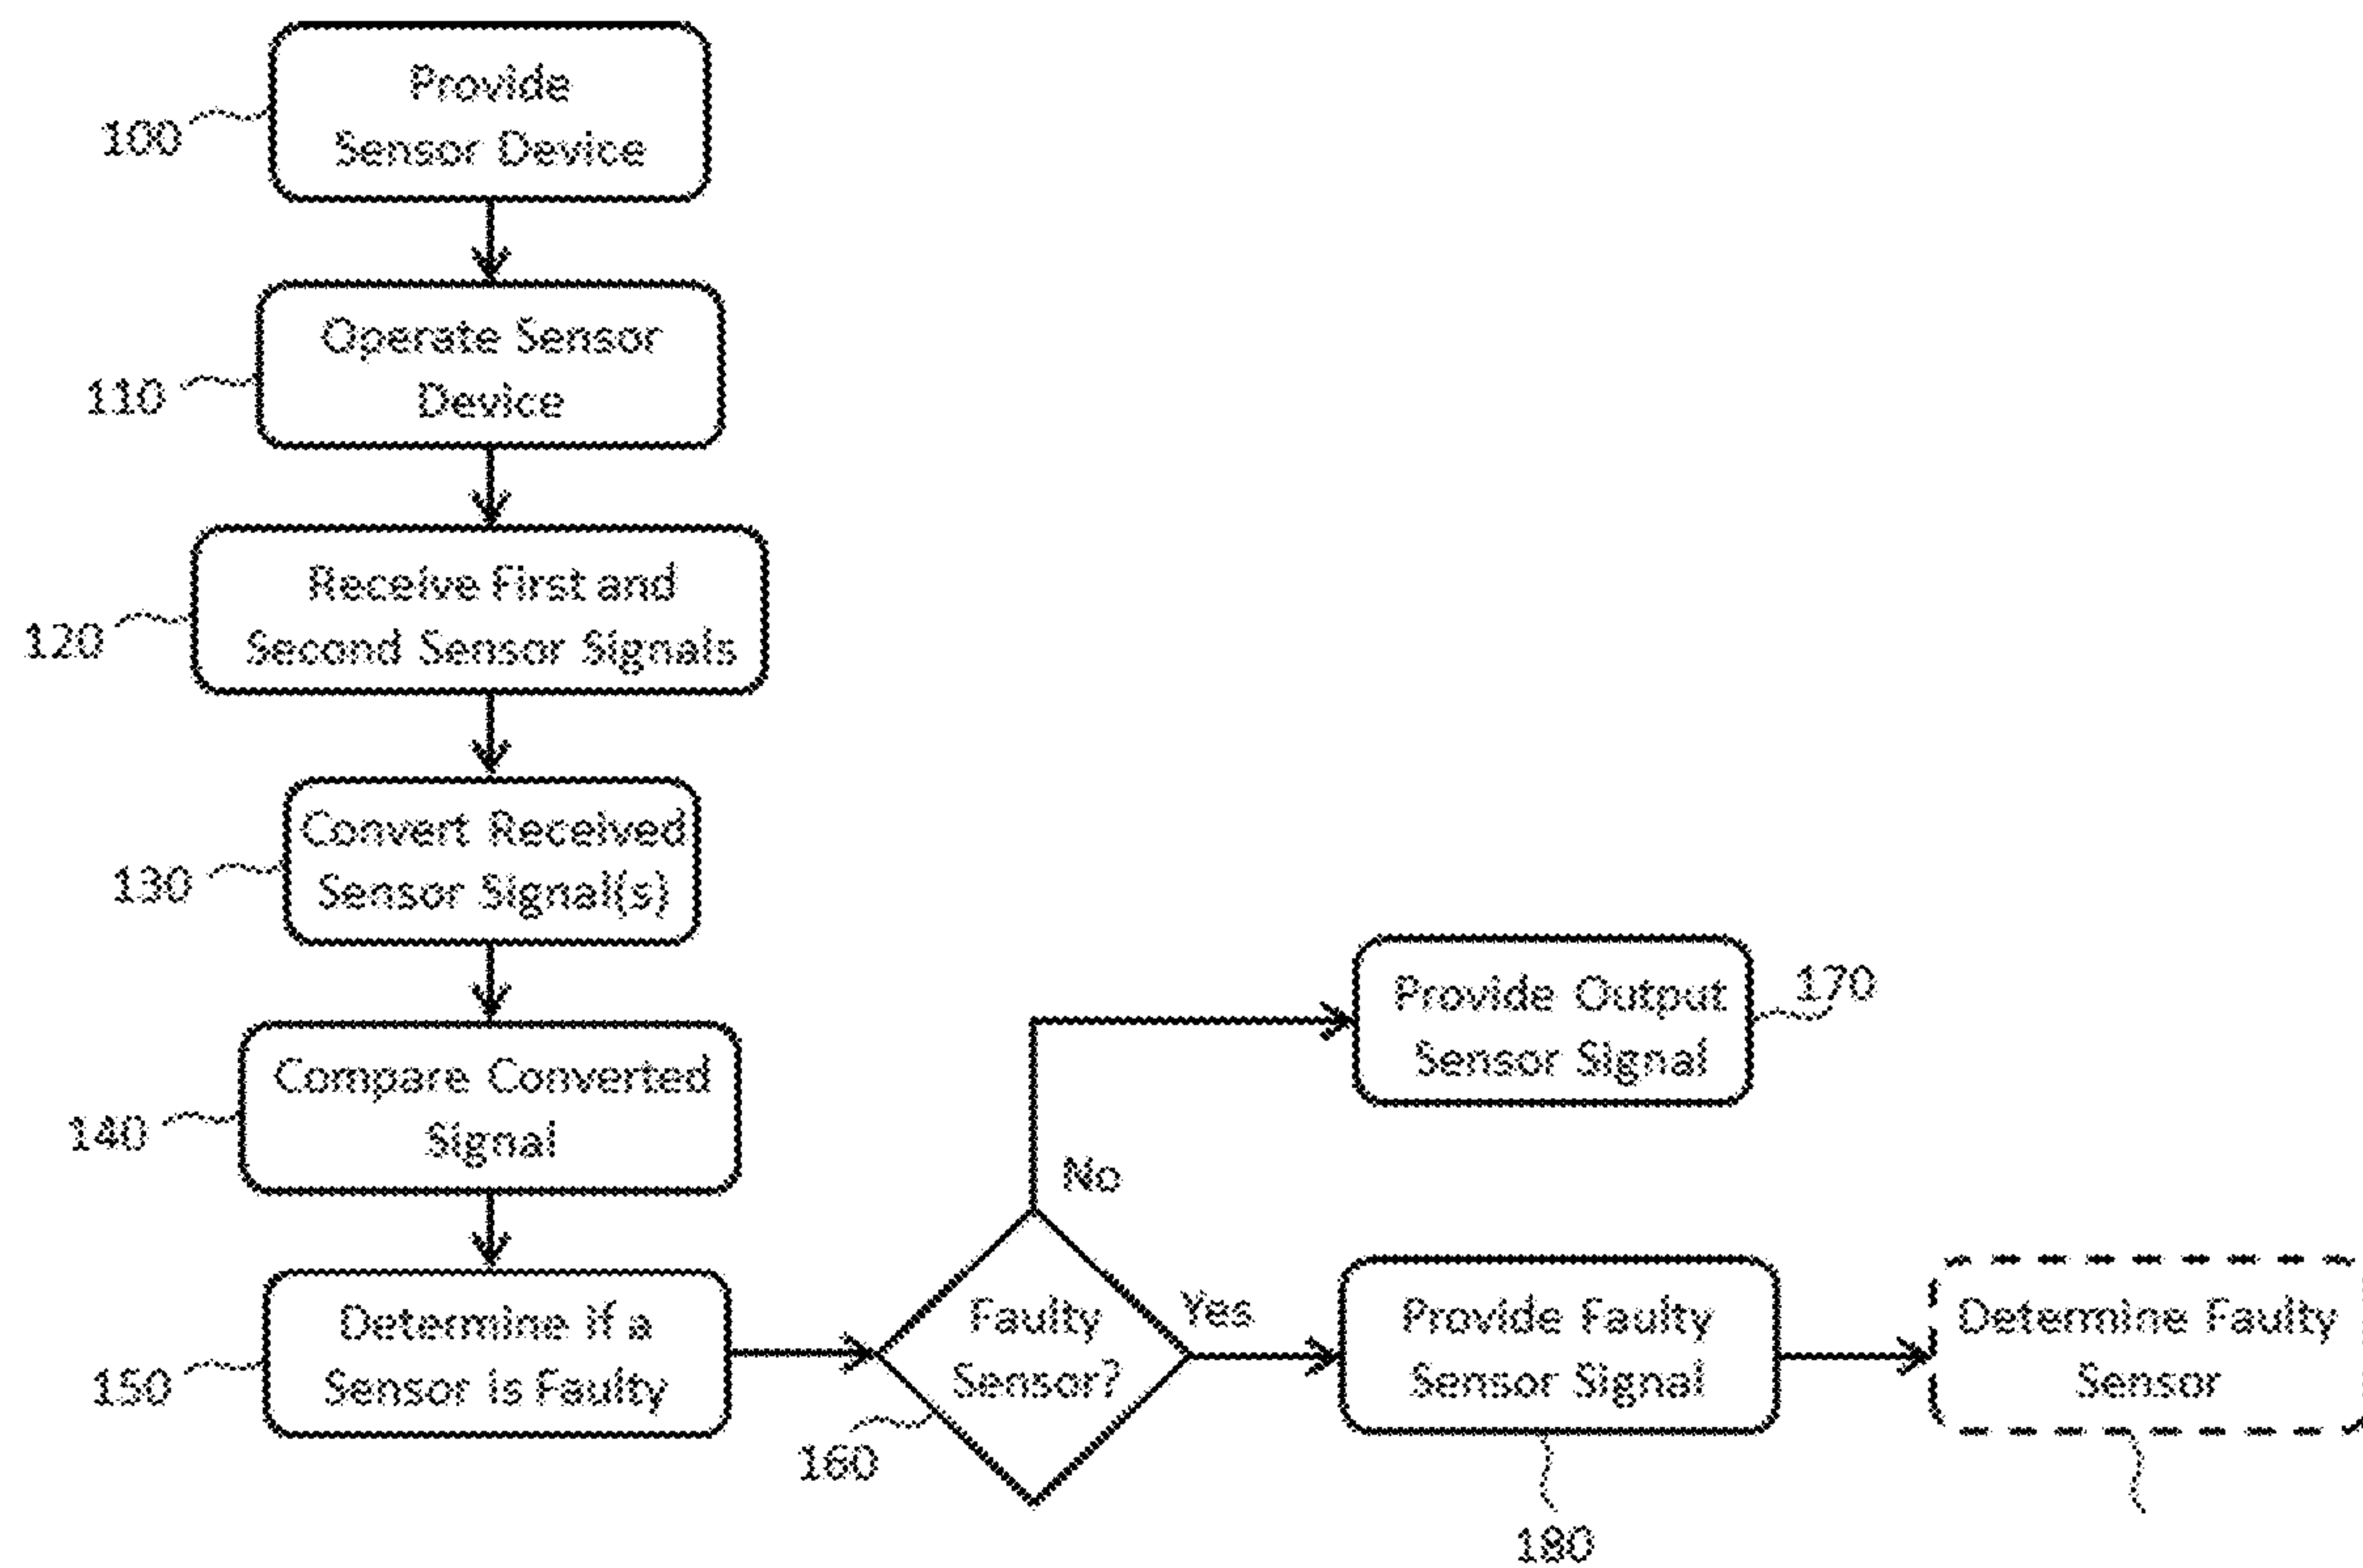 Provide
Sensor Device
100
Operate Sensor
Device
110
Receive First and
Second Sensor Signals
120
Convert Received
Sensor Signal(s)
130
Compare Converted
Signal
140
Determine if a
Sensor is Faulty
150
Faulty
Sensor?
160
No
Provide Output
Sensor Signal
170
Yes
Provide Faulty
Sensor Signal
180
Determine Faulty
Sensor